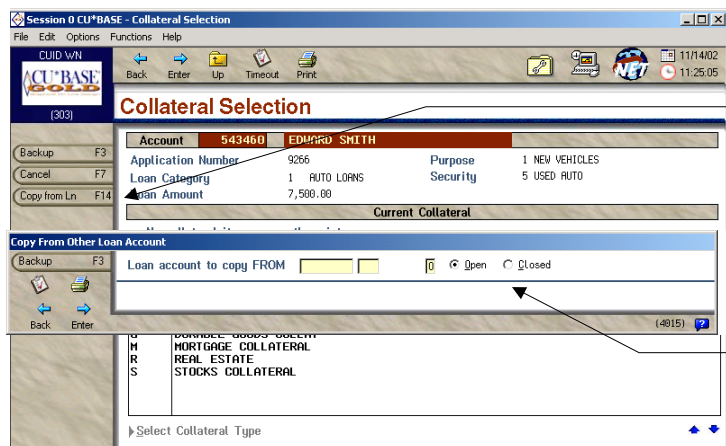 Session 0 CU*BASE - Collateral Selection
File Edit Options Functions Help
CUID WN
CU*BASE
GOLD
(303)
Back Enter Up Timeout Print
NET
11/14/02
11:25:05
Collateral Selection
Backup F3
Cancel F7
Copy from Ln F14
Account 543460 EDWARD SMITH
Application Number 9266 Purpose 1 NEW VEHICLES
Loan Category 1 AUTO LOANS Security 5 USED AUTO
Loan Amount 7,500.00
Current Collateral
Copy From Other Loan Account
Backup F3
Loan account to copy FROM 0 Open Closed
Back Enter
(4015)
M MORTGAGE COLLATERAL
R REAL ESTATE
S STOCKS COLLATERAL
Select Collateral Type